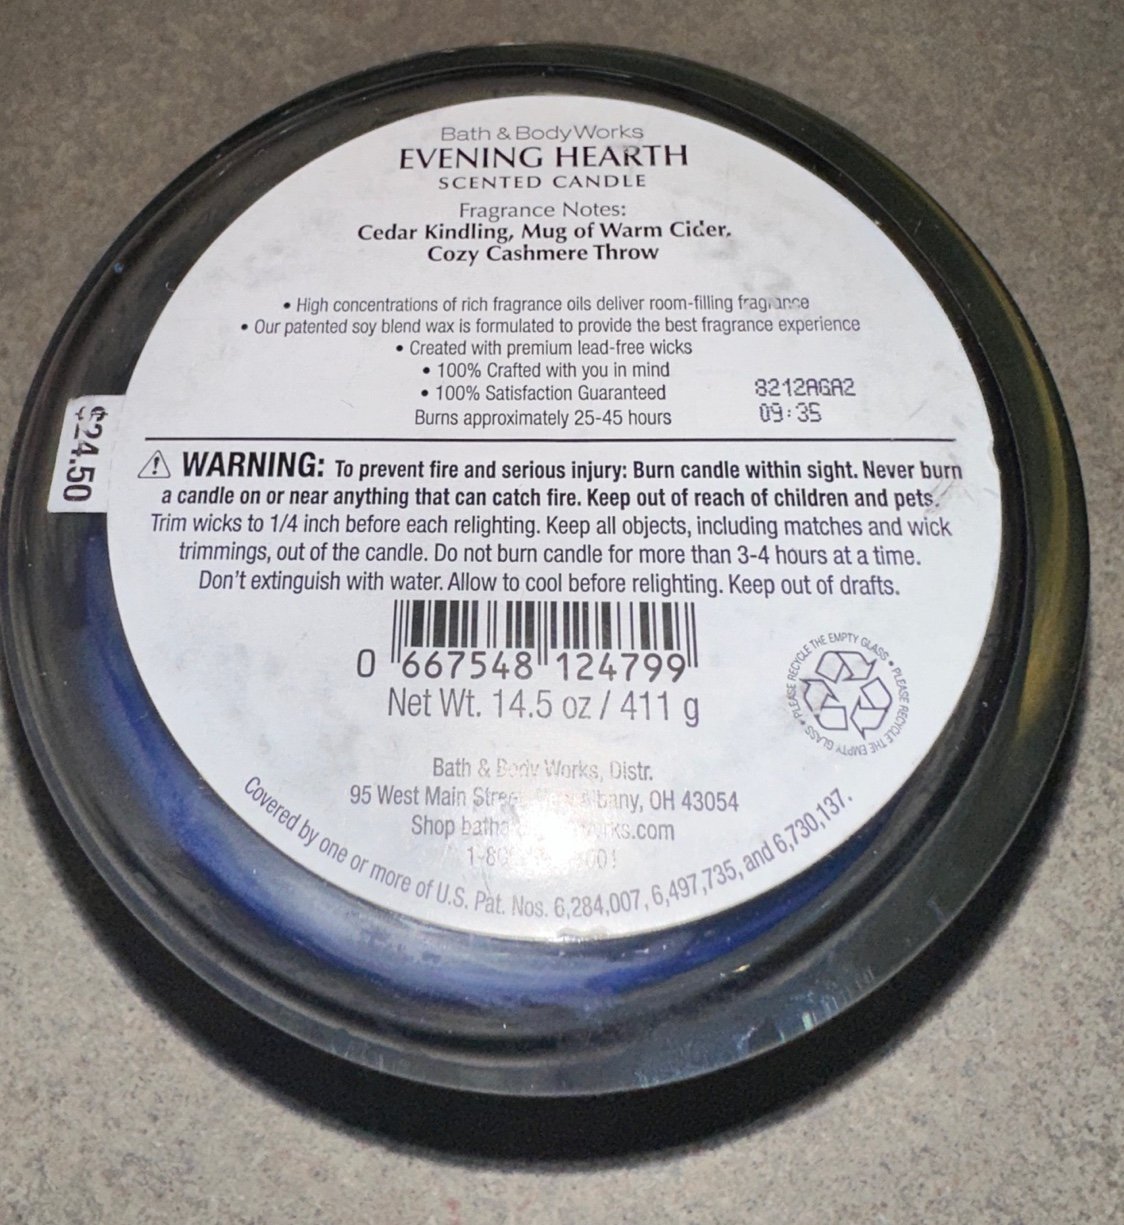 Bath & Body Works
EVENING HEARTH
SCENTED CANDLE
Fragrance Notes:
Cedar Kindling, Mug of Warm Cider,
Cozy Cashmere Throw
• High concentrations of rich fragrance oils deliver room-filling fragrance
• Our patented soy blend wax is formulated to provide the best fragrance experience
• Created with premium lead-free wicks
• 100% Crafted with you in mind
• 100% Satisfaction Guaranteed
Burns approximately 25-45 hours
8212AGA2
09:35
$24.50
⚠ WARNING: To prevent fire and serious injury: Burn candle within sight. Never burn
a candle on or near anything that can catch fire. Keep out of reach of children and pets.
Trim wicks to 1/4 inch before each relighting. Keep all objects, including matches and wick
trimmings, out of the candle. Do not burn candle for more than 3-4 hours at a time.
Don't extinguish with water. Allow to cool before relighting. Keep out of drafts.
0 667548 124799
Net Wt. 14.5 oz / 411 g
PLEASE RECYCLE THE EMPTY GLASS • PLEASE RECYCLE THE EMPTY GLASS •
Bath & Body Works, Distr.
95 West Main Street, OH 43054
Shop
Covered by one or more of U.S. Pat. Nos. 6,284,007, 6,497,735, and 6,730,137.